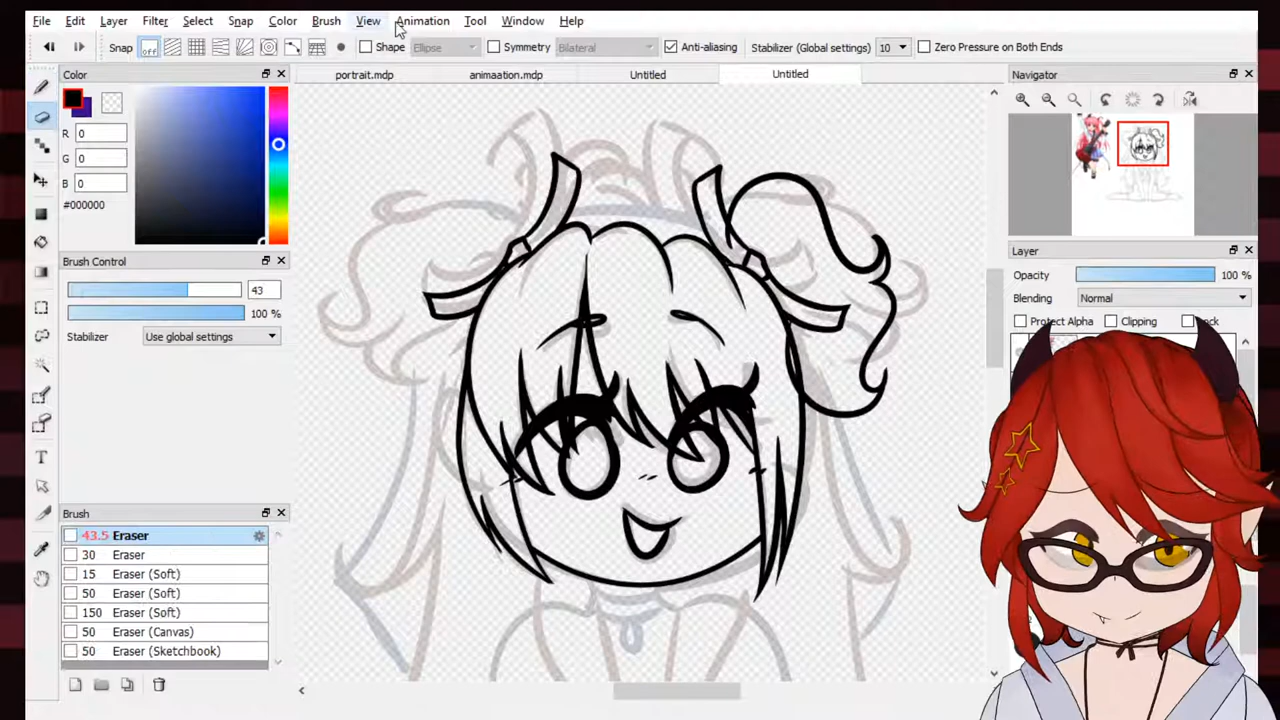 File Edit Layer Filter Select Snap Color Brush View Animation Tool Window Help
Snap off Shape Ellipse Symmetry Bilateral Anti-aliasing Stabilizer (Global settings) 10 Zero Pressure on Both Ends
Color
portrait.mdp animaation.mdp Untitled Untitled
Navigator
R 0
G 0
B 0
#000000
Brush Control
43
100 %
Stabilizer Use global settings
Layer
Opacity 100 %
Blending Normal
Protect Alpha Clipping
Brush
43.5 Eraser
30 Eraser
15 Eraser (Soft)
50 Eraser (Soft)
150 Eraser (Soft)
50 Eraser (Canvas)
50 Eraser (Sketchbook)